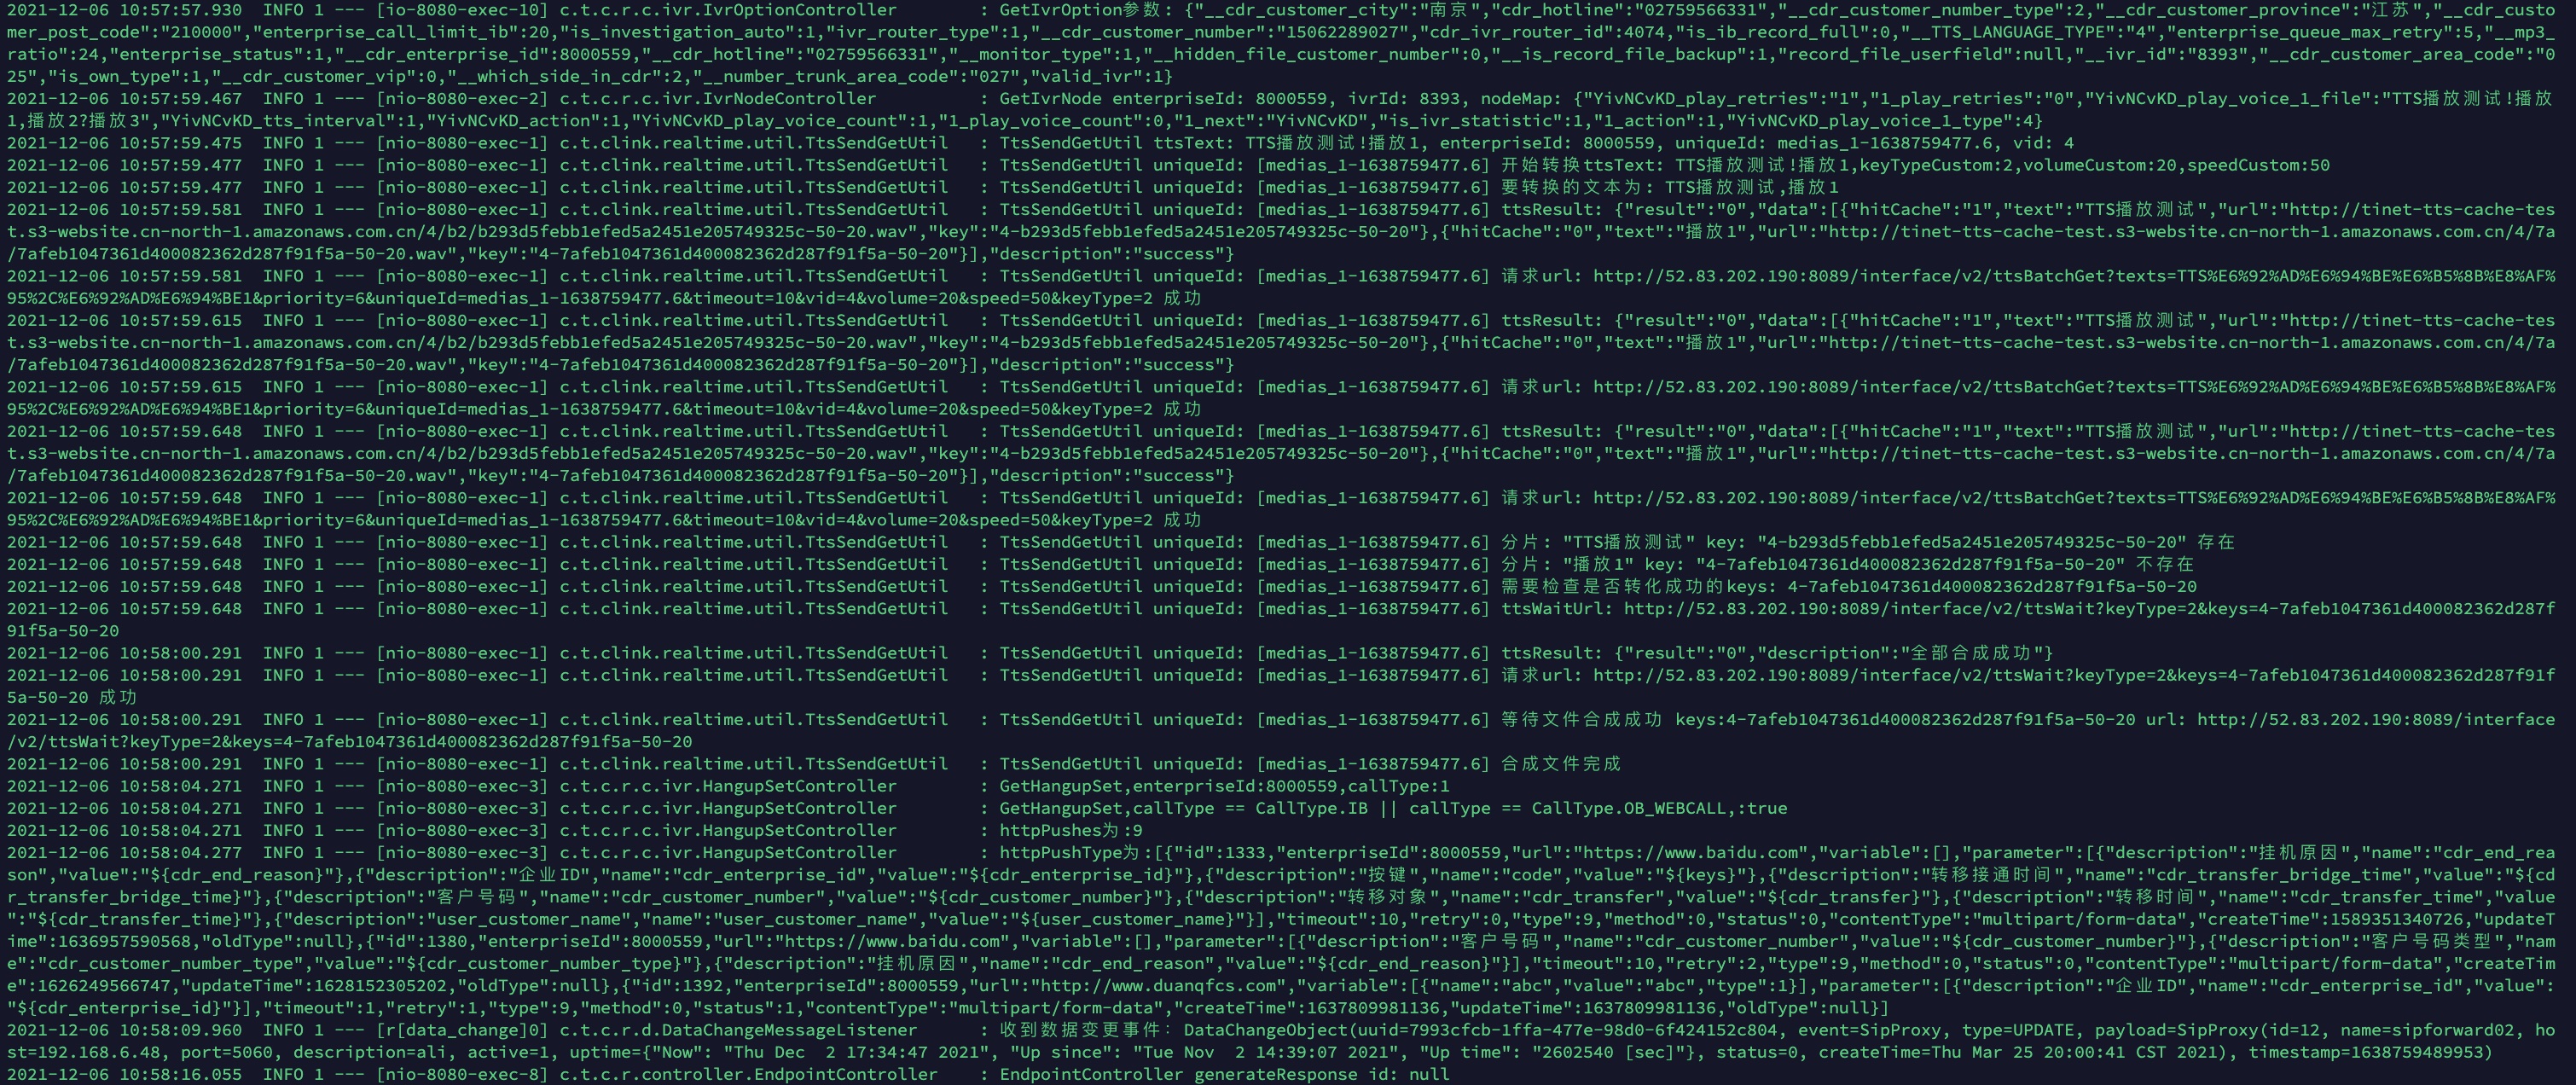 2021-12-06 10:57:57.930  INFO 1 --- [io-8080-exec-10] c.t.c.r.c.ivr.IvrOptionController        : GetIvrOption参数: {"__cdr_customer_city":"南京","cdr_hotline":"02759566331","__cdr_customer_number_type":2,"__cdr_customer_province":"江苏","__cdr_custo
mer_post_code":"210000","enterprise_call_limit_ib":20,"is_investigation_auto":1,"ivr_router_type":1,"__cdr_customer_number":"15062289027","cdr_ivr_router_id":4074,"is_ib_record_full":0,"__TTS_LANGUAGE_TYPE":"4","enterprise_queue_max_retry":5,"__mp3_
ratio":24,"enterprise_status":1,"__cdr_enterprise_id":8000559,"__cdr_hotline":"02759566331","__monitor_type":1,"__hidden_file_customer_number":0,"__is_record_file_backup":1,"record_file_userfield":null,"__ivr_id":"8393","__cdr_customer_area_code":"0
25","is_own_type":1,"__cdr_customer_vip":0,"__which_side_in_cdr":2,"__number_trunk_area_code":"027","valid_ivr":1}
2021-12-06 10:57:59.467  INFO 1 --- [nio-8080-exec-2] c.t.c.r.c.ivr.IvrNodeController          : GetIvrNode enterpriseId: 8000559, ivrId: 8393, nodeMap: {"YivNCvKD_play_retries":"1","1_play_retries":"0","YivNCvKD_play_voice_1_file":"TTS播放测试!播放
1,播放2?播放3","YivNCvKD_tts_interval":1,"YivNCvKD_action":1,"YivNCvKD_play_voice_count":1,"1_play_voice_count":0,"1_next":"YivNCvKD","is_ivr_statistic":1,"1_action":1,"YivNCvKD_play_voice_1_type":4}
2021-12-06 10:57:59.475  INFO 1 --- [nio-8080-exec-1] c.t.clink.realtime.util.TtsSendGetUtil   : TtsSendGetUtil ttsText: TTS播放测试!播放1, enterpriseId: 8000559, uniqueId: medias_1-1638759477.6, vid: 4
2021-12-06 10:57:59.477  INFO 1 --- [nio-8080-exec-1] c.t.clink.realtime.util.TtsSendGetUtil   : TtsSendGetUtil uniqueId: [medias_1-1638759477.6] 开始转换ttsText: TTS播放测试!播放1,keyTypeCustom:2,volumeCustom:20,speedCustom:50
2021-12-06 10:57:59.477  INFO 1 --- [nio-8080-exec-1] c.t.clink.realtime.util.TtsSendGetUtil   : TtsSendGetUtil uniqueId: [medias_1-1638759477.6] 要转换的文本为: TTS播放测试,播放1
2021-12-06 10:57:59.581  INFO 1 --- [nio-8080-exec-1] c.t.clink.realtime.util.TtsSendGetUtil   : TtsSendGetUtil uniqueId: [medias_1-1638759477.6] ttsResult: {"result":"0","data":[{"hitCache":"1","text":"TTS播放测试","url":"http://tinet-tts-cache-tes
t.s3-website.cn-north-1.amazonaws.com.cn/4/b2/b293d5febb1efed5a2451e205749325c-50-20.wav","key":"4-b293d5febb1efed5a2451e205749325c-50-20"},{"hitCache":"0","text":"播放1","url":"http://tinet-tts-cache-test.s3-website.cn-north-1.amazonaws.com.cn/4/7a
/7afeb1047361d400082362d287f91f5a-50-20.wav","key":"4-7afeb1047361d400082362d287f91f5a-50-20"}],"description":"success"}
2021-12-06 10:57:59.581  INFO 1 --- [nio-8080-exec-1] c.t.clink.realtime.util.TtsSendGetUtil   : TtsSendGetUtil uniqueId: [medias_1-1638759477.6] 请求url: http://52.83.202.190:8089/interface/v2/ttsBatchGet?texts=TTS%E6%92%AD%E6%94%BE%E6%B5%8B%E8%AF%
95%2C%E6%92%AD%E6%94%BE1&priority=6&uniqueId=medias_1-1638759477.6&timeout=10&vid=4&volume=20&speed=50&keyType=2 成功
2021-12-06 10:57:59.615  INFO 1 --- [nio-8080-exec-1] c.t.clink.realtime.util.TtsSendGetUtil   : TtsSendGetUtil uniqueId: [medias_1-1638759477.6] ttsResult: {"result":"0","data":[{"hitCache":"1","text":"TTS播放测试","url":"http://tinet-tts-cache-tes
t.s3-website.cn-north-1.amazonaws.com.cn/4/b2/b293d5febb1efed5a2451e205749325c-50-20.wav","key":"4-b293d5febb1efed5a2451e205749325c-50-20"},{"hitCache":"0","text":"播放1","url":"http://tinet-tts-cache-test.s3-website.cn-north-1.amazonaws.com.cn/4/7a
/7afeb1047361d400082362d287f91f5a-50-20.wav","key":"4-7afeb1047361d400082362d287f91f5a-50-20"}],"description":"success"}
2021-12-06 10:57:59.615  INFO 1 --- [nio-8080-exec-1] c.t.clink.realtime.util.TtsSendGetUtil   : TtsSendGetUtil uniqueId: [medias_1-1638759477.6] 请求url: http://52.83.202.190:8089/interface/v2/ttsBatchGet?texts=TTS%E6%92%AD%E6%94%BE%E6%B5%8B%E8%AF%
95%2C%E6%92%AD%E6%94%BE1&priority=6&uniqueId=medias_1-1638759477.6&timeout=10&vid=4&volume=20&speed=50&keyType=2 成功
2021-12-06 10:57:59.648  INFO 1 --- [nio-8080-exec-1] c.t.clink.realtime.util.TtsSendGetUtil   : TtsSendGetUtil uniqueId: [medias_1-1638759477.6] ttsResult: {"result":"0","data":[{"hitCache":"1","text":"TTS播放测试","url":"http://tinet-tts-cache-tes
t.s3-website.cn-north-1.amazonaws.com.cn/4/b2/b293d5febb1efed5a2451e205749325c-50-20.wav","key":"4-b293d5febb1efed5a2451e205749325c-50-20"},{"hitCache":"0","text":"播放1","url":"http://tinet-tts-cache-test.s3-website.cn-north-1.amazonaws.com.cn/4/7a
/7afeb1047361d400082362d287f91f5a-50-20.wav","key":"4-7afeb1047361d400082362d287f91f5a-50-20"}],"description":"success"}
2021-12-06 10:57:59.648  INFO 1 --- [nio-8080-exec-1] c.t.clink.realtime.util.TtsSendGetUtil   : TtsSendGetUtil uniqueId: [medias_1-1638759477.6] 请求url: http://52.83.202.190:8089/interface/v2/ttsBatchGet?texts=TTS%E6%92%AD%E6%94%BE%E6%B5%8B%E8%AF%
95%2C%E6%92%AD%E6%94%BE1&priority=6&uniqueId=medias_1-1638759477.6&timeout=10&vid=4&volume=20&speed=50&keyType=2 成功
2021-12-06 10:57:59.648  INFO 1 --- [nio-8080-exec-1] c.t.clink.realtime.util.TtsSendGetUtil   : TtsSendGetUtil uniqueId: [medias_1-1638759477.6] 分片: "TTS播放测试" key: "4-b293d5febb1efed5a2451e205749325c-50-20" 存在
2021-12-06 10:57:59.648  INFO 1 --- [nio-8080-exec-1] c.t.clink.realtime.util.TtsSendGetUtil   : TtsSendGetUtil uniqueId: [medias_1-1638759477.6] 分片: "播放1" key: "4-7afeb1047361d400082362d287f91f5a-50-20" 不存在
2021-12-06 10:57:59.648  INFO 1 --- [nio-8080-exec-1] c.t.clink.realtime.util.TtsSendGetUtil   : TtsSendGetUtil uniqueId: [medias_1-1638759477.6] 需要检查是否转化成功的keys: 4-7afeb1047361d400082362d287f91f5a-50-20
2021-12-06 10:57:59.648  INFO 1 --- [nio-8080-exec-1] c.t.clink.realtime.util.TtsSendGetUtil   : TtsSendGetUtil uniqueId: [medias_1-1638759477.6] ttsWaitUrl: http://52.83.202.190:8089/interface/v2/ttsWait?keyType=2&keys=4-7afeb1047361d400082362d287f
91f5a-50-20
2021-12-06 10:58:00.291  INFO 1 --- [nio-8080-exec-1] c.t.clink.realtime.util.TtsSendGetUtil   : TtsSendGetUtil uniqueId: [medias_1-1638759477.6] ttsResult: {"result":"0","description":"全部合成成功"}
2021-12-06 10:58:00.291  INFO 1 --- [nio-8080-exec-1] c.t.clink.realtime.util.TtsSendGetUtil   : TtsSendGetUtil uniqueId: [medias_1-1638759477.6] 请求url: http://52.83.202.190:8089/interface/v2/ttsWait?keyType=2&keys=4-7afeb1047361d400082362d287f91f
5a-50-20 成功
2021-12-06 10:58:00.291  INFO 1 --- [nio-8080-exec-1] c.t.clink.realtime.util.TtsSendGetUtil   : TtsSendGetUtil uniqueId: [medias_1-1638759477.6] 等待文件合成成功 keys:4-7afeb1047361d400082362d287f91f5a-50-20 url: http://52.83.202.190:8089/interface
/v2/ttsWait?keyType=2&keys=4-7afeb1047361d400082362d287f91f5a-50-20
2021-12-06 10:58:00.291  INFO 1 --- [nio-8080-exec-1] c.t.clink.realtime.util.TtsSendGetUtil   : TtsSendGetUtil uniqueId: [medias_1-1638759477.6] 合成文件完成
2021-12-06 10:58:04.271  INFO 1 --- [nio-8080-exec-3] c.t.c.r.c.ivr.HangupSetController        : GetHangupSet,enterpriseId:8000559,callType:1
2021-12-06 10:58:04.271  INFO 1 --- [nio-8080-exec-3] c.t.c.r.c.ivr.HangupSetController        : GetHangupSet,callType == CallType.IB || callType == CallType.OB_WEBCALL,:true
2021-12-06 10:58:04.271  INFO 1 --- [nio-8080-exec-3] c.t.c.r.c.ivr.HangupSetController        : httpPushes为:9
2021-12-06 10:58:04.277  INFO 1 --- [nio-8080-exec-3] c.t.c.r.c.ivr.HangupSetController        : httpPushType为:[{"id":1333,"enterpriseId":8000559,"url":"https://www.baidu.com","variable":[],"parameter":[{"description":"挂机原因","name":"cdr_end_rea
son","value":"${cdr_end_reason}"},{"description":"企业ID","name":"cdr_enterprise_id","value":"${cdr_enterprise_id}"},{"description":"按键","name":"code","value":"${keys}"},{"description":"转移接通时间","name":"cdr_transfer_bridge_time","value":"${cd
r_transfer_bridge_time}"},{"description":"客户号码","name":"cdr_customer_number","value":"${cdr_customer_number}"},{"description":"转移对象","name":"cdr_transfer","value":"${cdr_transfer}"},{"description":"转移时间","name":"cdr_transfer_time","value
":"${cdr_transfer_time}"},{"description":"user_customer_name","name":"user_customer_name","value":"${user_customer_name}"}],"timeout":10,"retry":0,"type":9,"method":0,"status":0,"contentType":"multipart/form-data","createTime":1589351340726,"updateT
ime":1636957590568,"oldType":null},{"id":1380,"enterpriseId":8000559,"url":"https://www.baidu.com","variable":[],"parameter":[{"description":"客户号码","name":"cdr_customer_number","value":"${cdr_customer_number}"},{"description":"客户号码类型","nam
e":"cdr_customer_number_type","value":"${cdr_customer_number_type}"},{"description":"挂机原因","name":"cdr_end_reason","value":"${cdr_end_reason}"}],"timeout":10,"retry":2,"type":9,"method":0,"status":0,"contentType":"multipart/form-data","createTim
e":1626249566747,"updateTime":1628152305202,"oldType":null},{"id":1392,"enterpriseId":8000559,"url":"http://www.duanqfcs.com","variable":[{"name":"abc","value":"abc","type":1}],"parameter":[{"description":"企业ID","name":"cdr_enterprise_id","value":
"${cdr_enterprise_id}"}],"timeout":1,"retry":1,"type":9,"method":0,"status":1,"contentType":"multipart/form-data","createTime":1637809981136,"updateTime":1637809981136,"oldType":null}]
2021-12-06 10:58:09.960  INFO 1 --- [r[data_change]0] c.t.c.r.d.DataChangeMessageListener      : 收到数据变更事件: DataChangeObject(uuid=7993cfcb-1ffa-477e-98d0-6f424152c804, event=SipProxy, type=UPDATE, payload=SipProxy(id=12, name=sipforward02, ho
st=192.168.6.48, port=5060, description=ali, active=1, uptime={"Now": "Thu Dec  2 17:34:47 2021", "Up since": "Tue Nov  2 14:39:07 2021", "Up time": "2602540 [sec]"}, status=0, createTime=Thu Mar 25 20:00:41 CST 2021), timestamp=1638759489953)
2021-12-06 10:58:16.055  INFO 1 --- [nio-8080-exec-8] c.t.c.r.controller.EndpointController    : EndpointController generateResponse id: null